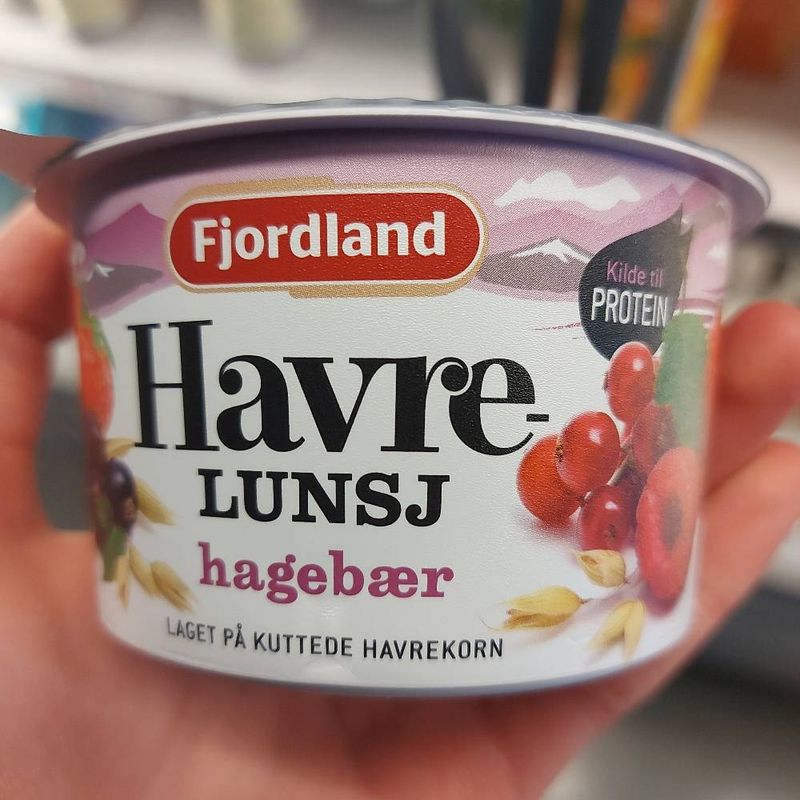 Fjordland
Kilde til
PROTEIN
Havre-
LUNSJ
hagebær
LAGET PÅ KUTTEDE HAVREKORN